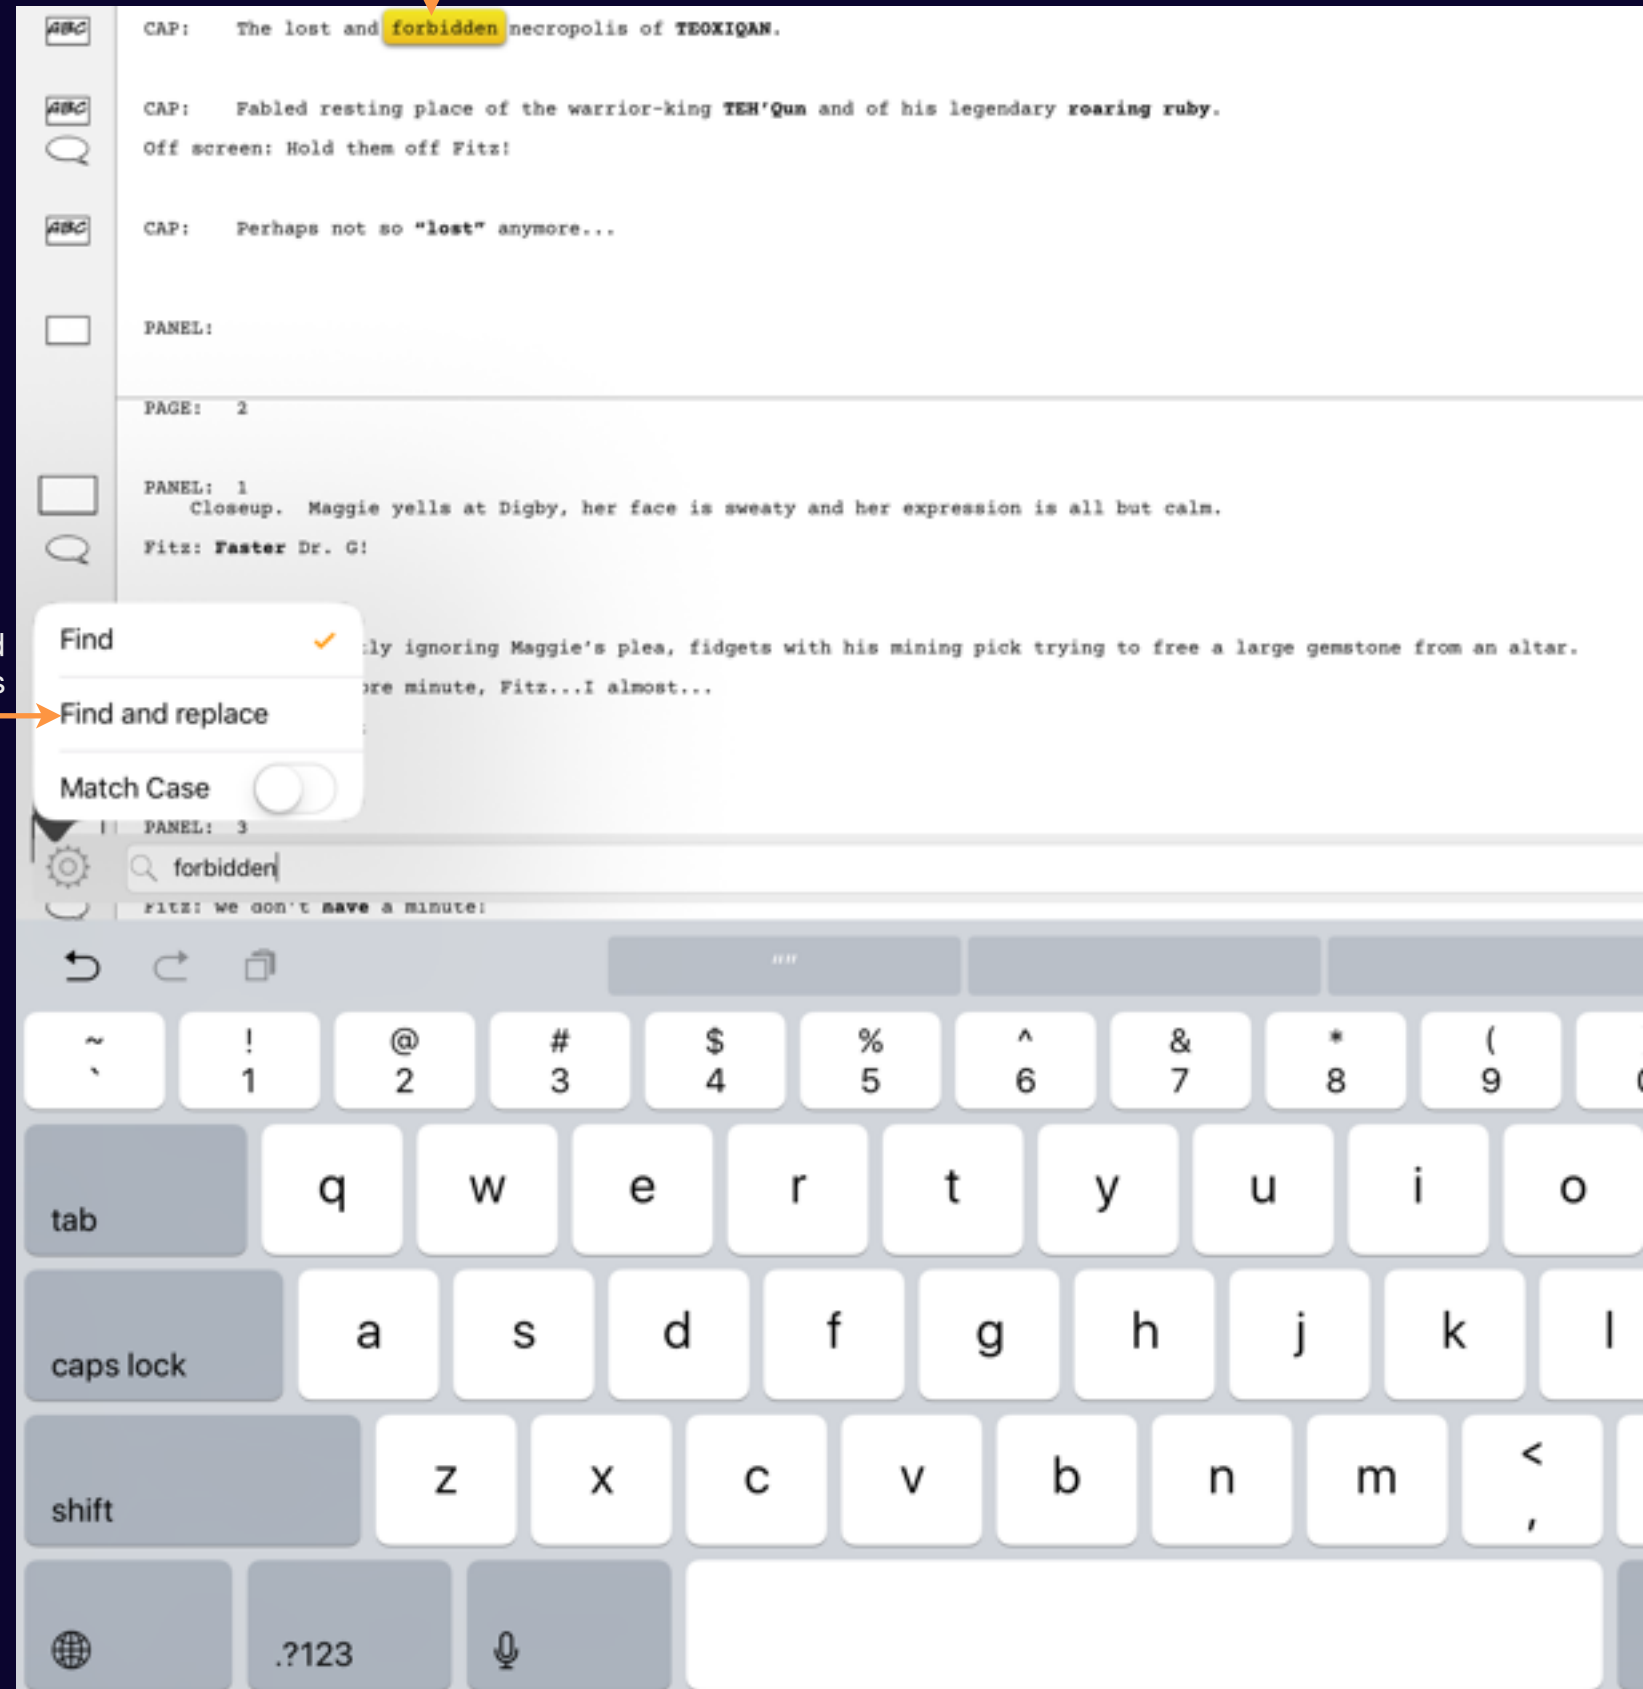 ABC CAP: The lost and forbidden necropolis of TEOXIQAN.
ABC CAP: Fabled resting place of the warrior-king TEH'Qun and of his legendary roaring ruby.
Off screen: Hold them off Fitz!
ABC CAP: Perhaps not so “lost” anymore...
PANEL:
PAGE: 2
PANEL: 1
Closeup. Maggie yells at Digby, her face is sweaty and her expression is all but calm.
Fitz: Faster Dr. G!
Find
ly ignoring Maggie's plea, fidgets with his mining pick trying to free a large gemstone from an altar.
ore minute, Fitz...I almost...
Find and replace
Match Case
PANEL: 3
forbidden
Fitz: We don't have a minute!
""
~ ! @ # $ % ^ & * (
` 1 2 3 4 5 6 7 8 9
tab q w e r t y u i o
caps lock a s d f g h j k l
shift z x c v b n m < ,
.?123